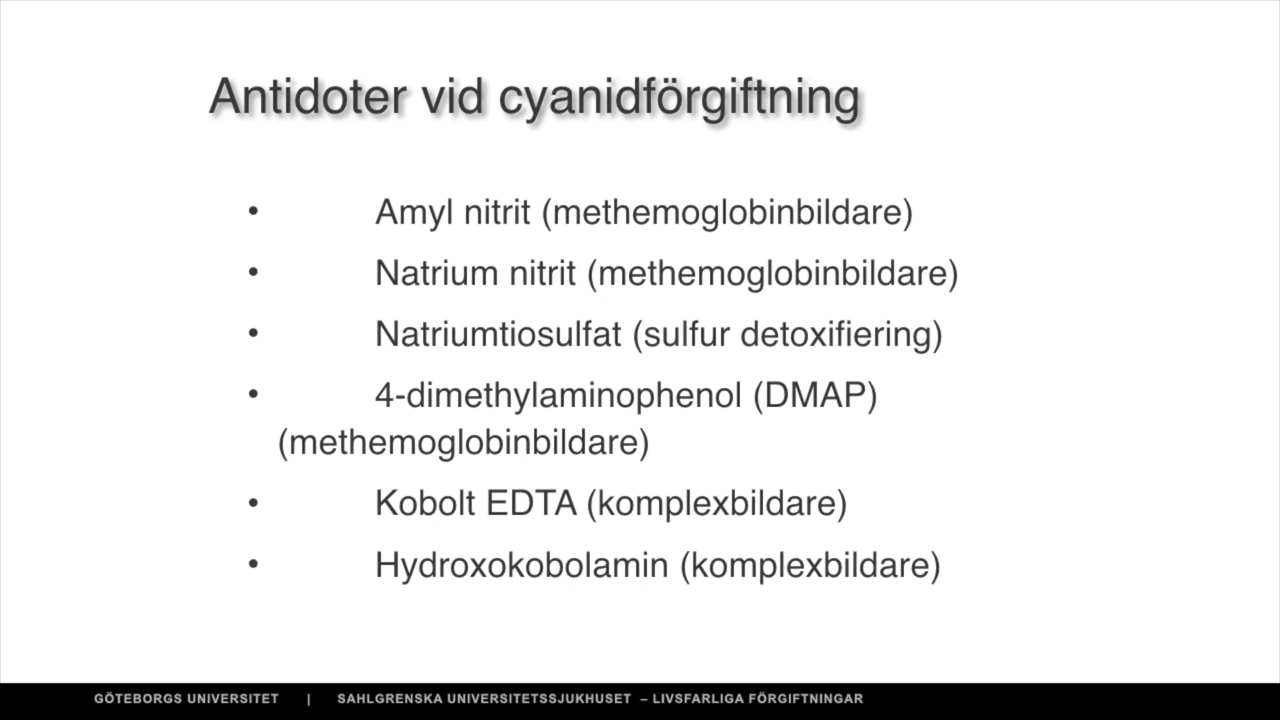 Antidoter vid cyanidförgiftning
• Amyl nitrit (methemoglobinbildare)
• Natrium nitrit (methemoglobinbildare)
• Natriumtiosulfat (sulfur detoxifiering)
• 4-dimethylaminophenol (DMAP)
(methemoglobinbildare)
• Kobolt EDTA (komplexbildare)
• Hydroxokobolamin (komplexbildare)
GÖTEBORGS UNIVERSITET | SAHLGRENSKA UNIVERSITETSSJUKHUSET – LIVSFARLIGA FÖRGIFTNINGAR